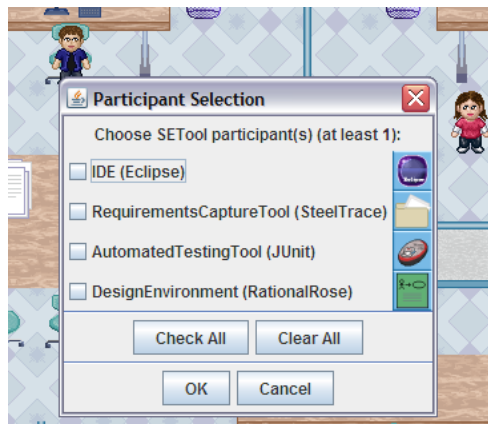 Participant Selection
Choose SETool participant(s) (at least 1):
IDE (Eclipse)
RequirementsCaptureTool (SteelTrace)
AutomatedTestingTool (JUnit)
DesignEnvironment (RationalRose)
Check All Clear All
OK Cancel